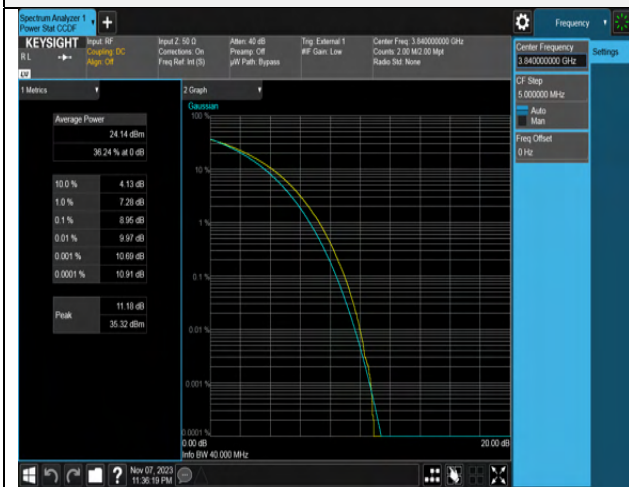 Spectrum Analyzer 1
Power Stat CCDF
+
Frequency
KEYSIGHT
RL
Input: RF
Coupling: DC
Align: Off
Input Z: 50 Ω
Corrections: On
Freq Ref: Int (S)
Atten: 40 dB
Preamp: Off
µW Path: Bypass
Trig: External 1
#IF Gain: Low
Center Freq: 3.840000000 GHz
Counts: 2.00 M/2.00 Mpt
Radio Std: None
Center Frequency
3.840000000 GHz
Settings
CF Step
5.000000 MHz
Auto
Man
Freq Offset
0 Hz
1 Metrics
Average Power
24.14 dBm
36.24 % at 0 dB
10.0 % 4.13 dB
1.0 % 7.28 dB
0.1 % 8.95 dB
0.01 % 9.97 dB
0.001 % 10.69 dB
0.0001 % 10.91 dB
Peak
11.18 dB
35.32 dBm
2 Graph
Gaussian
100 %
10 %
1 %
0.1 %
0.01 %
0.001 %
0.0001 %
0.00 dB 20.00 dB
Info BW 40.000 MHz
?
Nov 07, 2023
11:36:19 PM